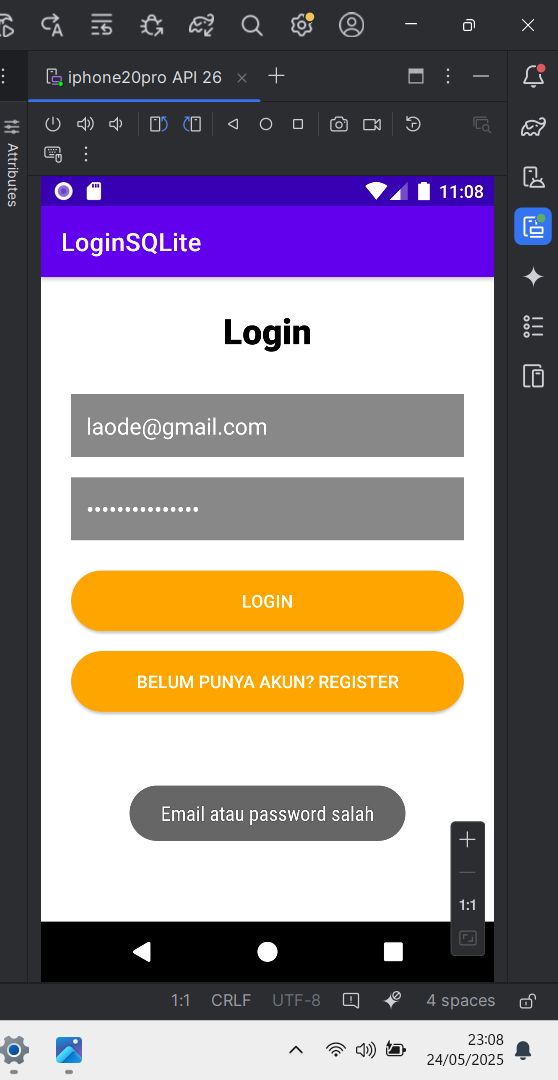 iphone20pro API 26
Attributes
11:08
LoginSQLite
Login
laode@gmail.com
•••••••••••••••
LOGIN
BELUM PUNYA AKUN? REGISTER
Email atau password salah
1:1
1:1 CRLF UTF-8 4 spaces
23:08
24/05/2025